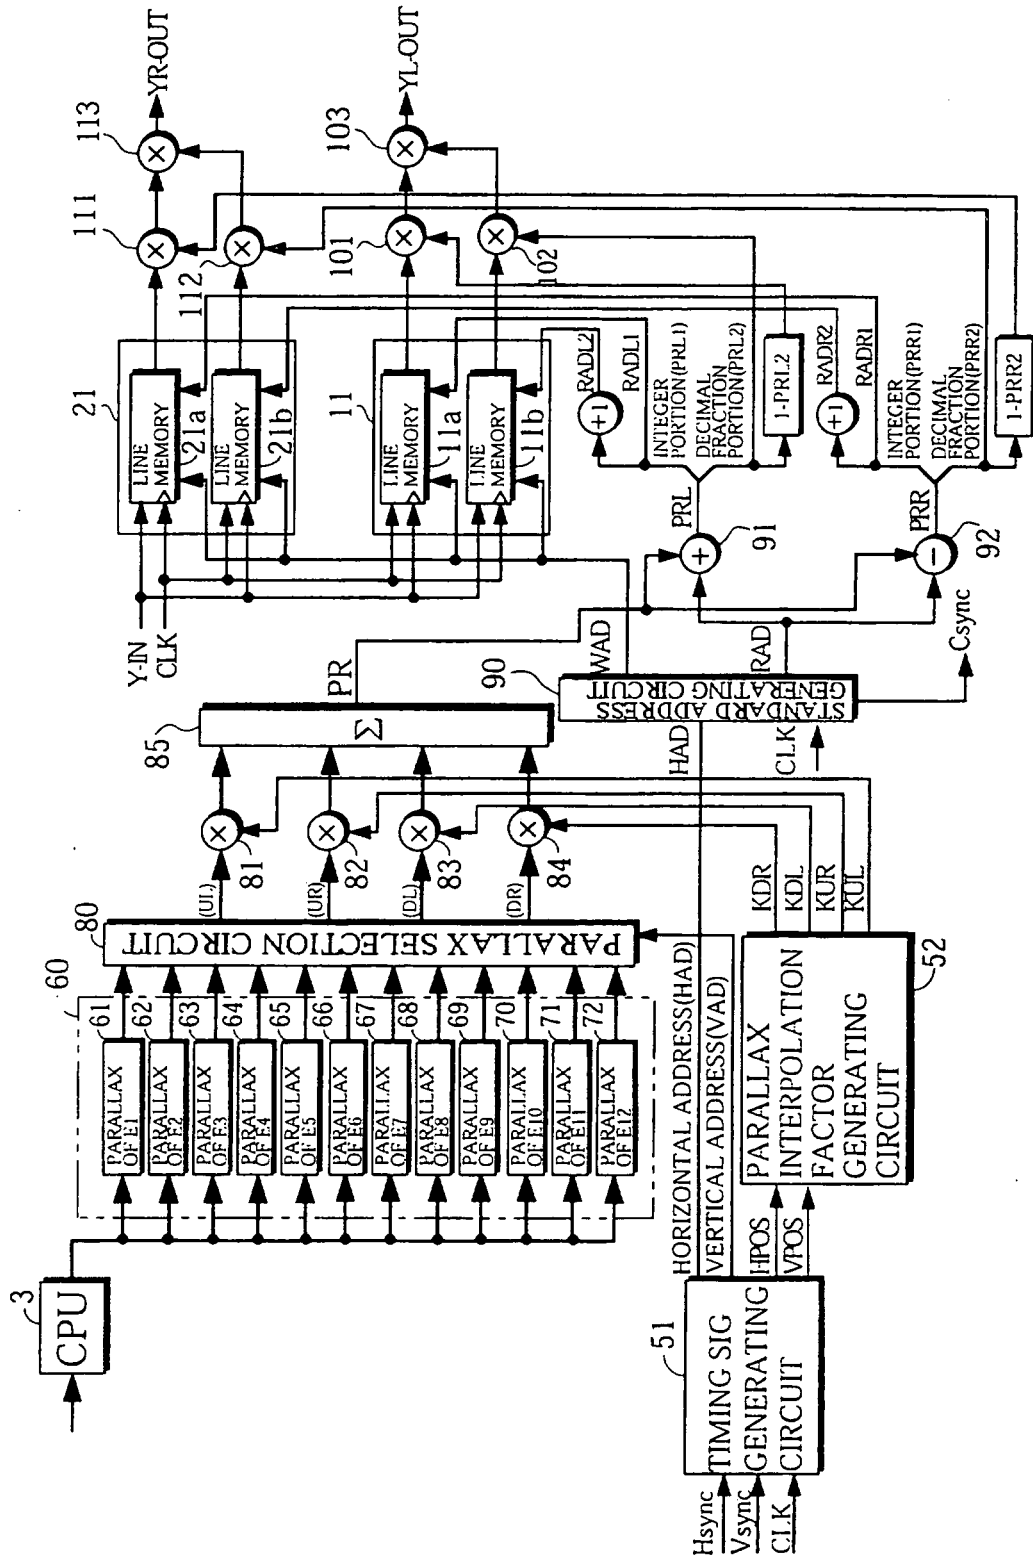 3
CPU
60
61
PARALLAX
OF E1
62
PARALLAX
OF E2
63
PARALLAX
OF E3
64
PARALLAX
OF E4
65
PARALLAX
OF E5
66
PARALLAX
OF E6
67
PARALLAX
OF E7
68
PARALLAX
OF E8
69
PARALLAX
OF E9
70
PARALLAX
OF E10
71
PARALLAX
OF E11
72
PARALLAX
OF E12
80
PARALLAX SELECTION CIRCUIT
(UL)
(UR)
(DL)
(DR)
×
81
×
82
×
83
×
84
85
Σ
PR
Hsync
Vsync
CLK
51
TIMING SIG
GENERATING
CIRCUIT
HORIZONTAL ADDRESS(HAD)
VERTICAL ADDRESS(VAD)
HPOS
VPOS
52
PARALLAX
INTERPOLATION
FACTOR
GENERATING
CIRCUIT
KDR
KDL
KUR
KUL
HAD
CLK
90
STANDARD ADDRESS
GENERATING CIRCUIT
WAD
RAD
Csync
Y-IN
CLK
21
LINE
MEMORY
21a
LINE
MEMORY
21b
11
LINE
MEMORY
11a
LINE
MEMORY
11b
+
91
−
92
PRL
PRR
+1
RADL2
RADL1
INTEGER
PORTION(PRL1)
DECIMAL
FRACTION
PORTION(PRL2)
1-PRL2
+1
RADR2
RADR1
INTEGER
PORTION(PRR1)
DECIMAL
FRACTION
PORTION(PRR2)
1-PRR2
111
×
112
×
113
×
YR-OUT
101
×
102
×
103
×
YL-OUT